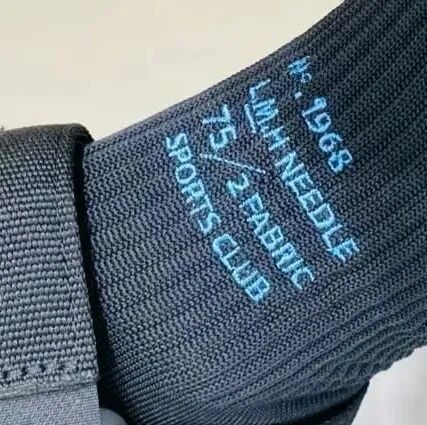 No. 1968
L.M.H NEEDLE
75/2 FABRIC
SPORTS CLUB